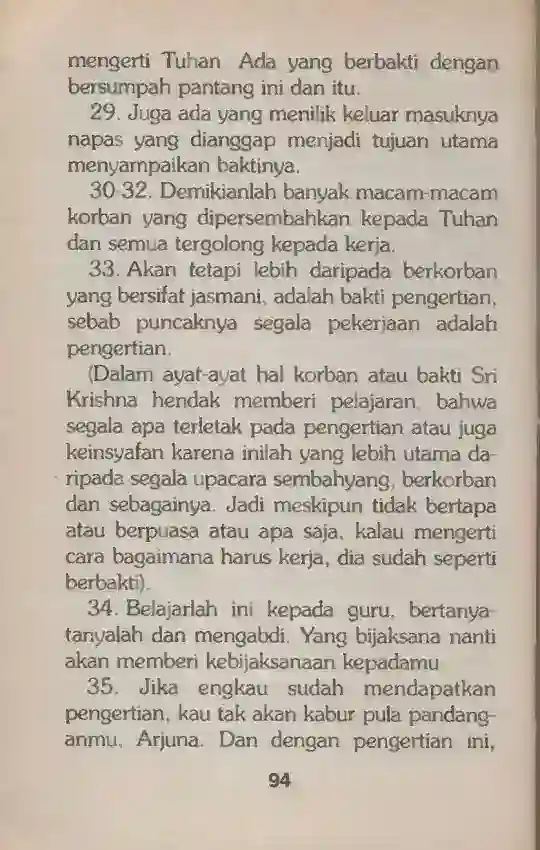 mengerti Tuhan Ada yang berbakti dengan
bersumpah pantang ini dan itu.
29. Juga ada yang menilik keluar masuknya
napas yang dianggap menjadi tujuan utama
menyampaikan baktinya.
30-32. Demikianlah banyak macam-macam
korban yang dipersembahkan kepada Tuhan
dan semua tergolong kepada kerja.
33. Akan tetapi lebih daripada berkorban
yang bersifat jasmani, adalah bakti pengertian,
sebab puncaknya segala pekerjaan adalah
pengertian.
(Dalam ayat-ayat hal korban atau bakti Sri
Krishna hendak memberi pelajaran, bahwa
segala apa terletak pada pengertian atau juga
keinsyafan karena inilah yang lebih utama da-
ripada segala upacara sembahyang, berkorban
dan sebagainya. Jadi meskipun tidak bertapa
atau berpuasa atau apa saja, kalau mengerti
cara bagaimana harus kerja, dia sudah seperti
berbakti).
34. Belajarlah ini kepada guru, bertanya-
tanyalah dan mengabdi. Yang bijaksana nanti
akan memberi kebijaksanaan kepadamu
35. Jika engkau sudah mendapatkan
pengertian, kau tak akan kabur pula pandang-
anmu, Arjuna. Dan dengan pengertian ini,
94